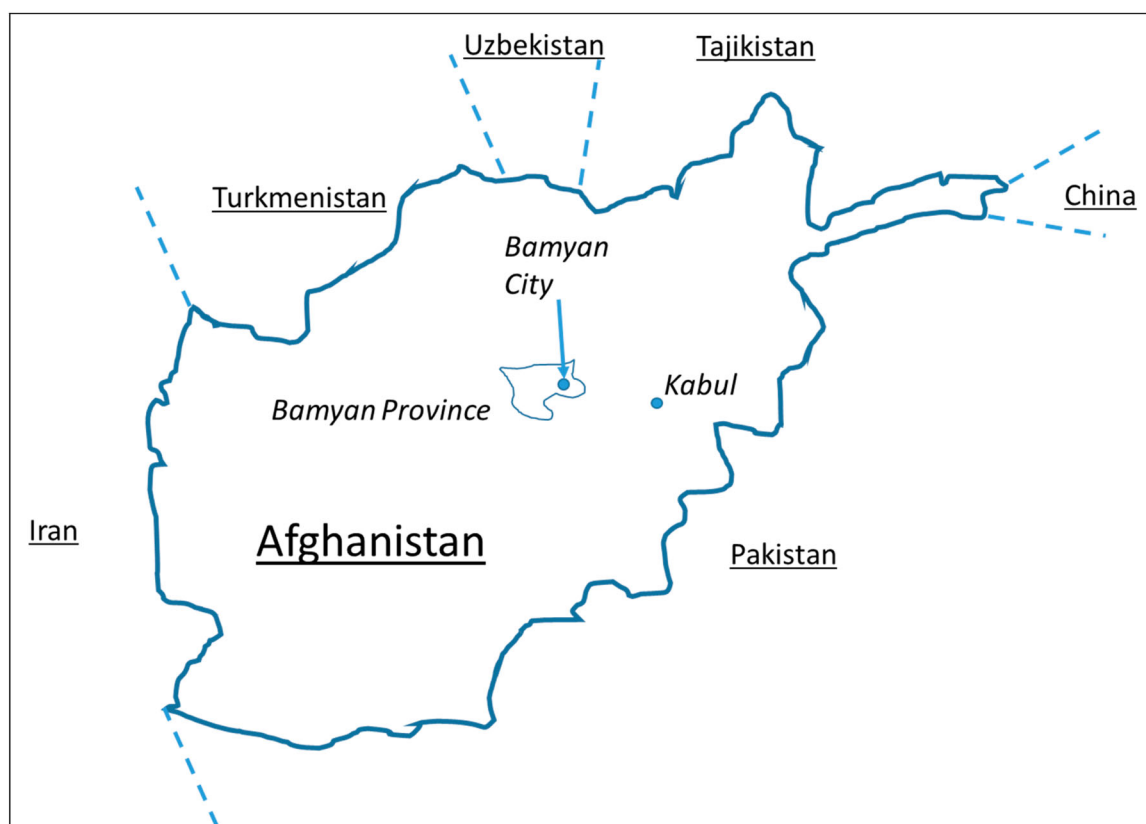 Uzbekistan
Tajikistan
Turkmenistan
China
Bamyan
City
Kabul
Bamyan Province
Iran
Afghanistan
Pakistan